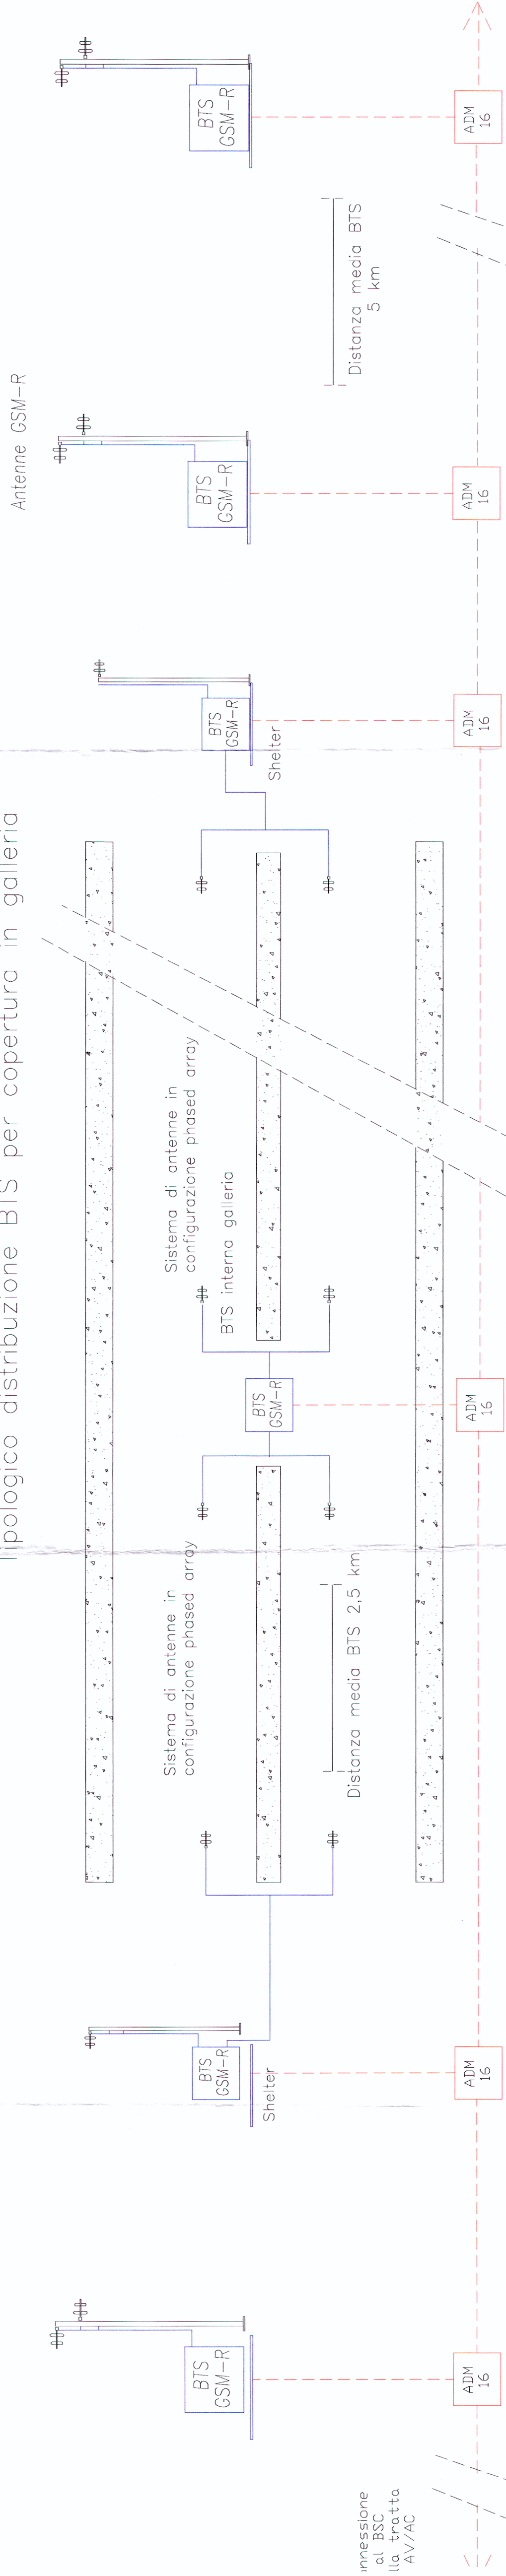 Tipologico distribuzione BTS per copertura in galleria
Antenne GSM-R
BTS
GSM-R
BTS
GSM-R
Shelter
Sistema di antenne in
configurazione phased array
BTS
GSM-R
BTS interna galleria
Sistema di antenne in
configurazione phased array
BTS
GSM-R
Shelter
BTS
GSM-R
BTS
GSM-R
Distanza media BTS 2,5 km
Distanza media BTS
5 km
al BSC
tratta
AV/AC
ADM
16
ADM
16
ADM
16
ADM
16
ADM
16
ADM
16